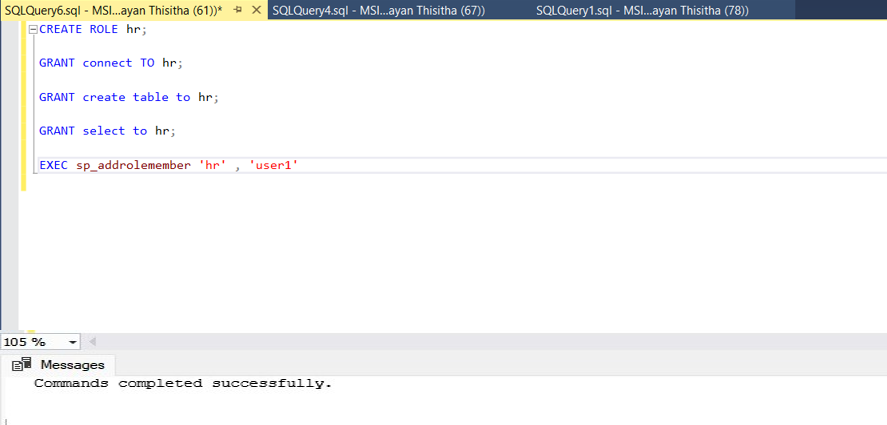 SQLQuery6.sql - MSI...ayan Thisitha (61))* SQLQuery4.sql - MSI...ayan Thisitha (67)) SQLQuery1.sql - MSI...ayan Thisitha (78))
CREATE ROLE hr;
GRANT connect TO hr;
GRANT create table to hr;
GRANT select to hr;
EXEC sp_addrolemember 'hr' , 'user1'
105 %
Messages
Commands completed successfully.